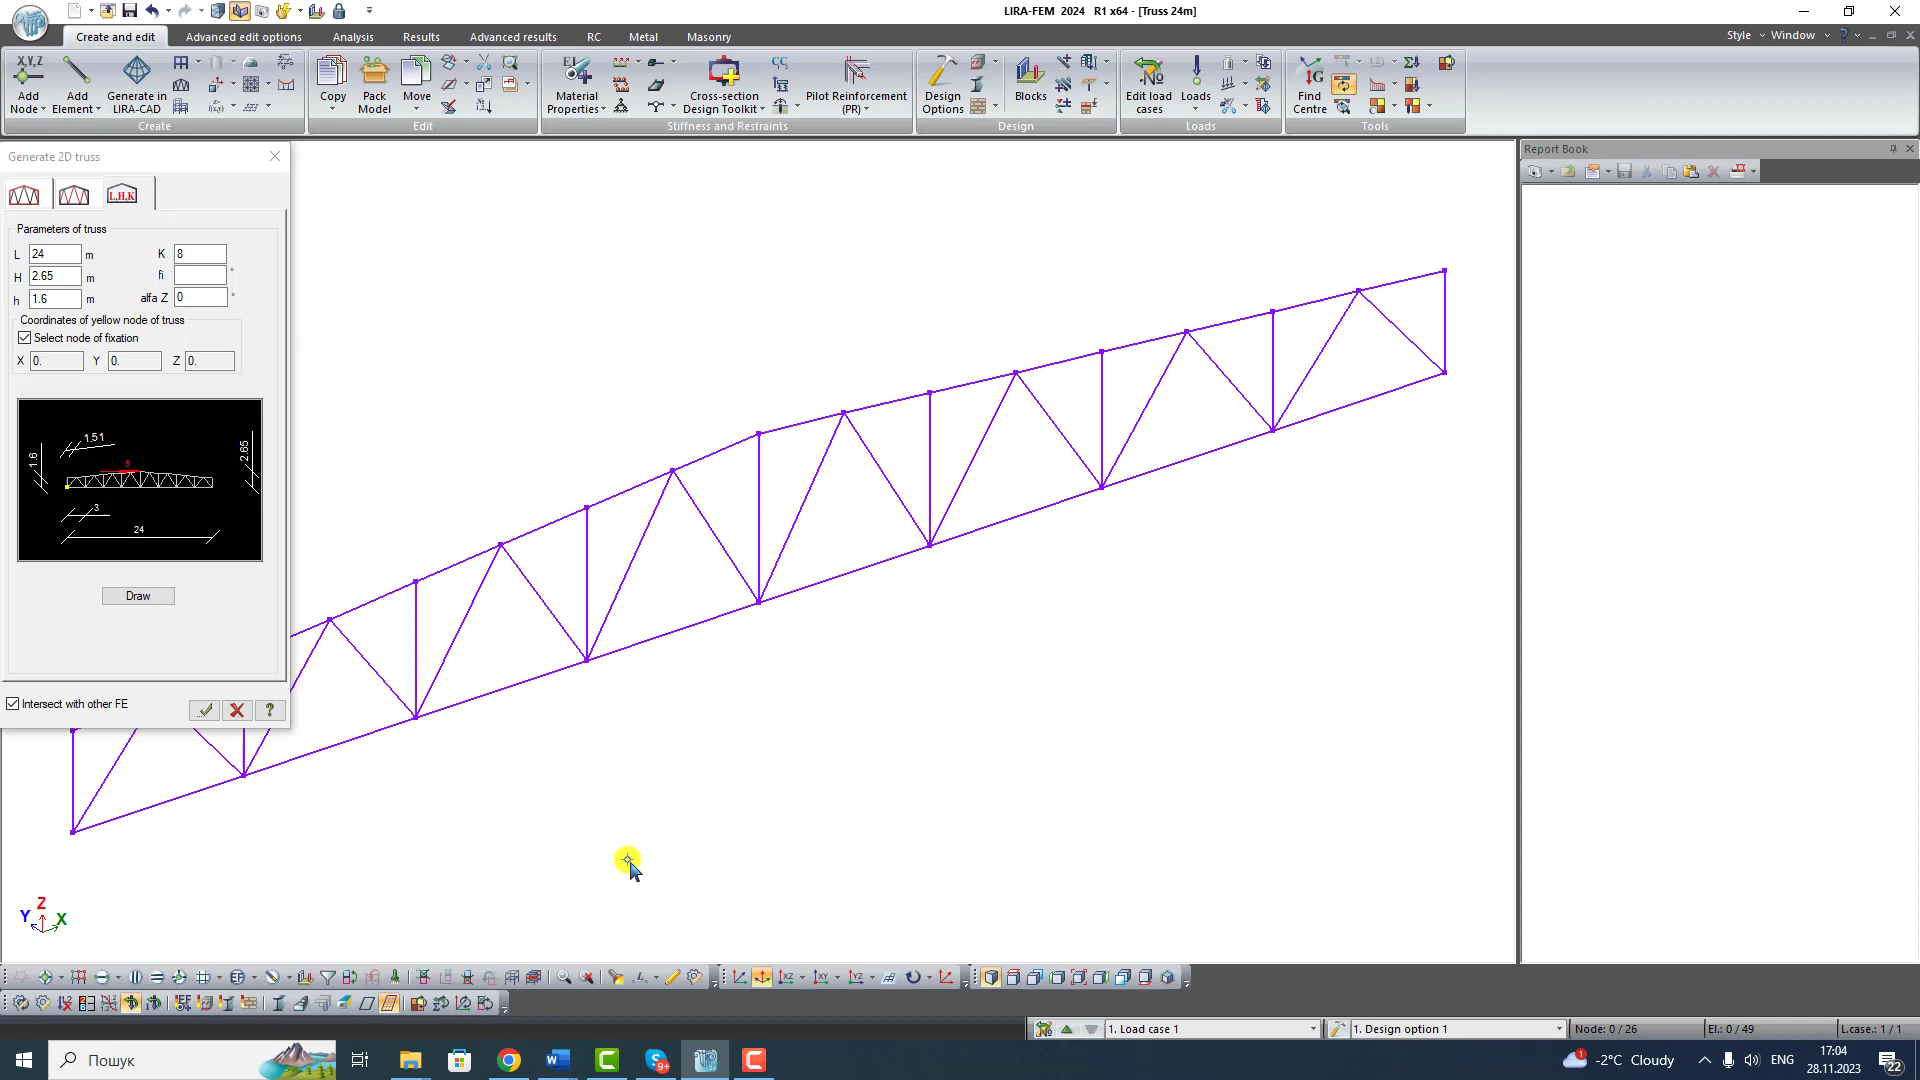 LIRA-FEM 2024 R1 x64 - [Truss 24m]
Create and edit
Advanced edit options
Analysis
Results
Advanced results
RC
Metal
Masonry
Style
Window
X,Y,Z
Add Node
Add Element
Generate in LIRA-CAD
Create
Copy
Pack Model
Move
Edit
Material Properties
Cross-section Design Toolkit
Pilot Reinforcement (PR)
Stiffness and Restraints
Design Options
Blocks
Design
Edit load cases
Loads
Loads
Find Centre
Tools
Generate 2D truss
L,H,K
Parameters of truss
L 24 m K 8
H 2.65 m fi °
h 1.6 m alfa Z 0 °
Coordinates of yellow node of truss
Select node of fixation
X 0. Y 0. Z 0.
1.51
1.6
5
2.65
3
24
Draw
Intersect with other FE
Report Book
Z
Y
X
1. Load case 1
1. Design option 1
Node: 0 / 26
El.: 0 / 49
L.case.: 1 / 1
Пошук
-2°C Cloudy
ENG
17:04
28.11.2023
22